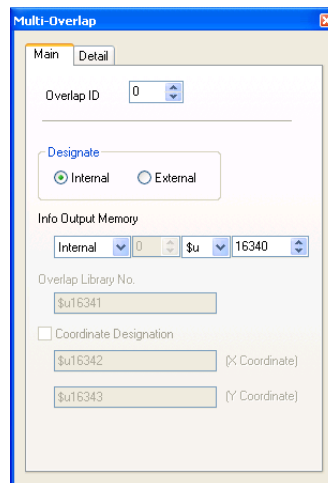 Multi-Overlap
Main Detail
Overlap ID 0
Designate
Internal External
Info Output Memory
Internal 0 $u 16340
Overlap Library No.
$u16341
Coordinate Designation
$u16342 (X Coordinate)
$u16343 (Y Coordinate)